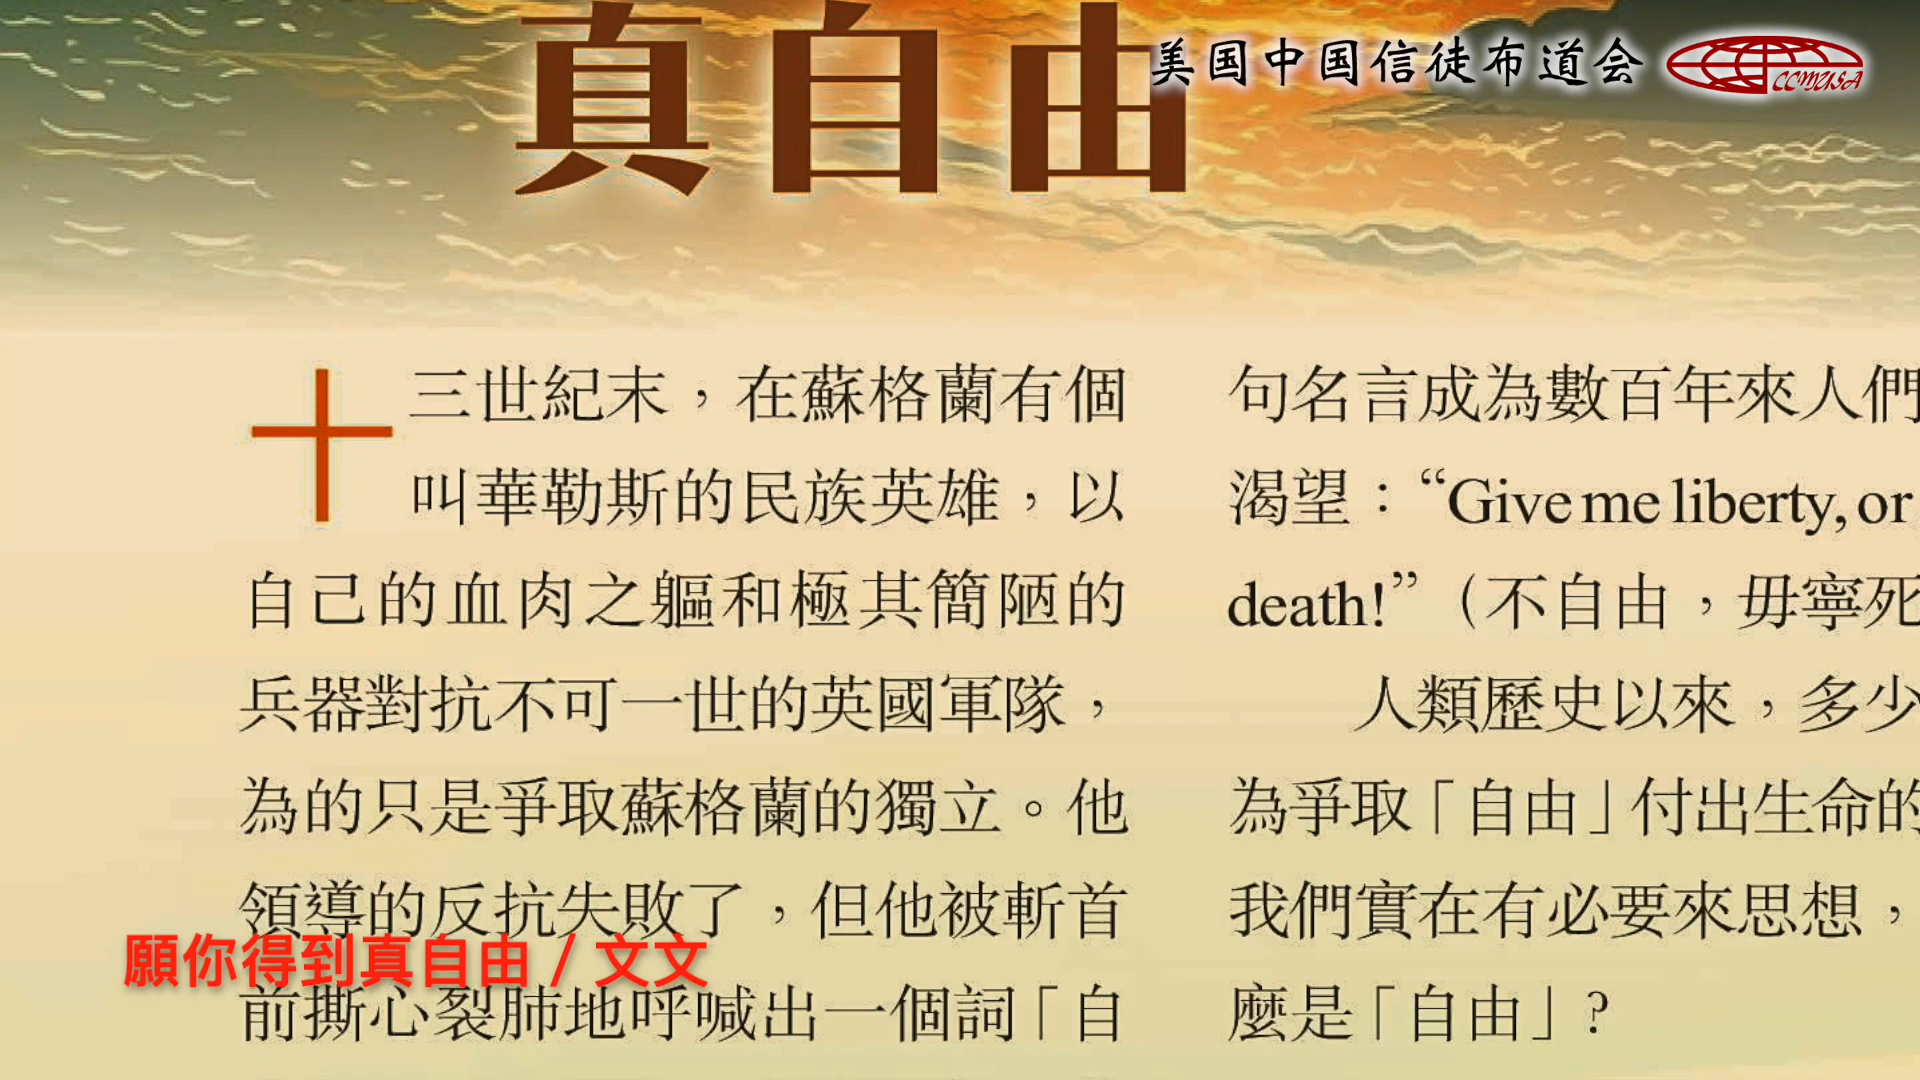 真自由
美国中国信徒布道会
CCMUSA
十三世紀末，在蘇格蘭有個
叫華勒斯的民族英雄，以
自己的血肉之軀和極其簡陋的
兵器對抗不可一世的英國軍隊，
為的只是爭取蘇格蘭的獨立。他
領導的反抗失敗了，但他被斬首
前撕心裂肺地呼喊出一個詞「自
句名言成為數百年來人們
渴望：“Give me liberty, or
death!”（不自由，毋寧死
人類歷史以來，多少
為爭取「自由」付出生命的
我們實在有必要來思想，
麼是「自由」?
願你得到真自由 / 文文